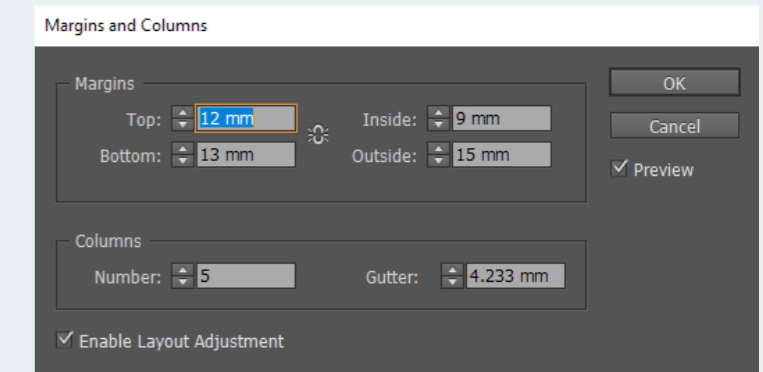 Margins and Columns
Margins
Top: 12 mm
Inside: 9 mm
Bottom: 13 mm
Outside: 15 mm
OK
Cancel
Preview
Columns
Number: 5
Gutter: 4.233 mm
Enable Layout Adjustment